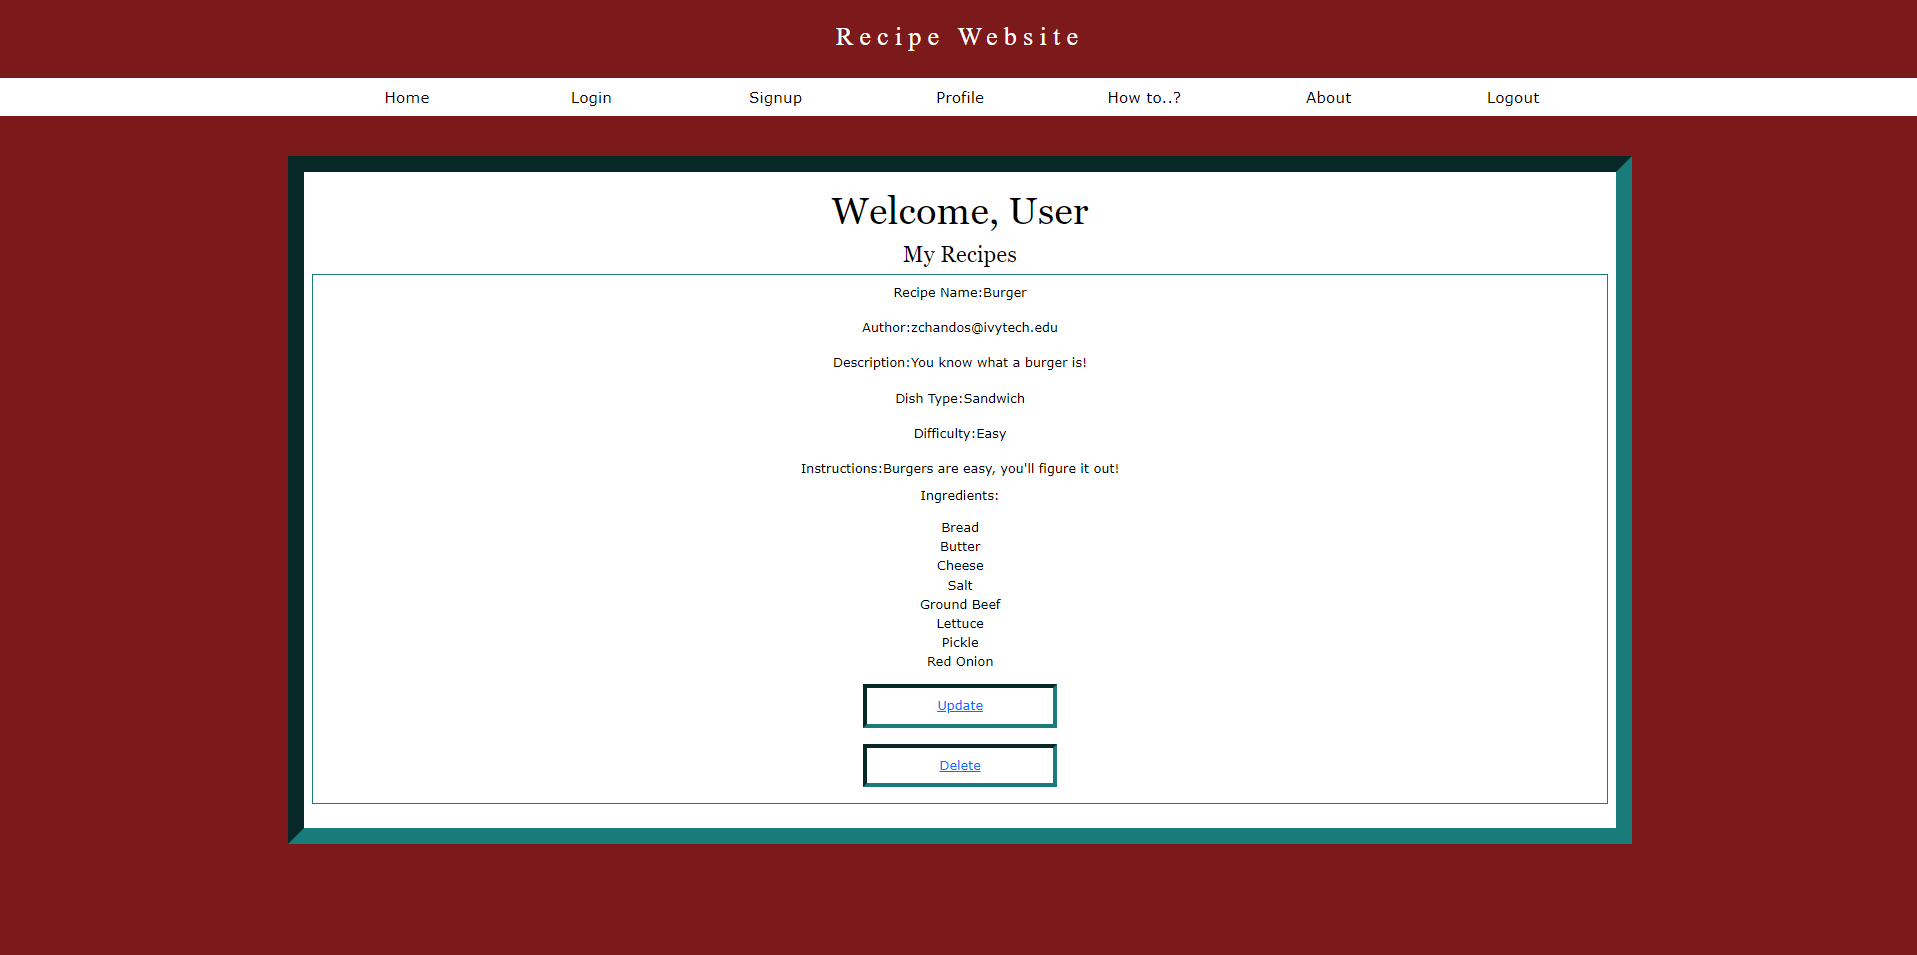 Recipe Website
Home Login Signup Profile How to..? About Logout
Welcome, User
My Recipes
Recipe Name:Burger
Author:zchandos@ivytech.edu
Description:You know what a burger is!
Dish Type:Sandwich
Difficulty:Easy
Instructions:Burgers are easy, you'll figure it out!
Ingredients:
Bread
Butter
Cheese
Salt
Ground Beef
Lettuce
Pickle
Red Onion
Update
Delete